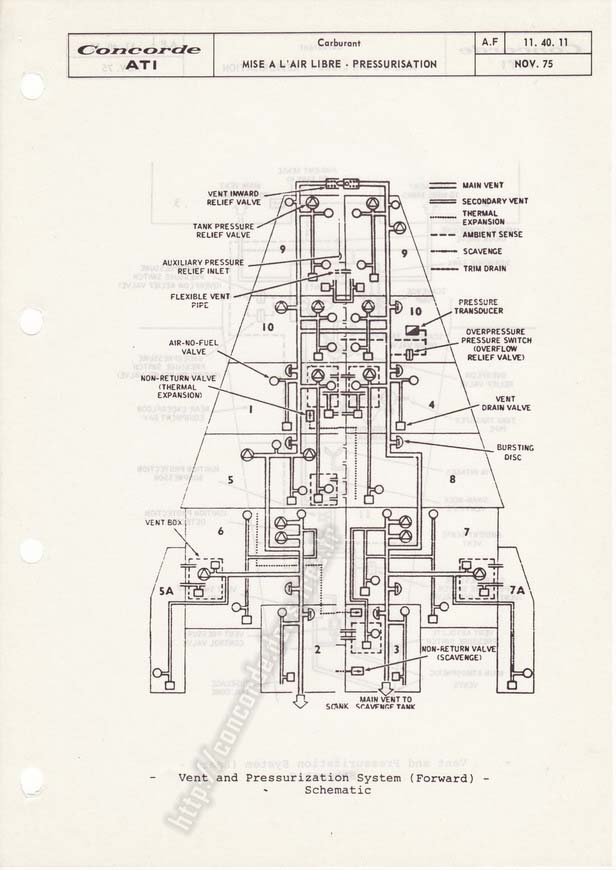 Concorde
ATI
Carburant
MISE A L'AIR LIBRE - PRESSURISATION
A.F
11. 40. 11
NOV. 75
VENT INWARD
RELIEF VALVE
TANK PRESSURE
RELIEF VALVE
9
9
AUXILIARY PRESSURE
RELIEF INLET
FLEXIBLE VENT
PIPE
MAIN VENT
SECONDARY VENT
THERMAL
EXPANSION
AMBIENT SENSE
SCAVENGE
TRIM DRAIN
10
10
PRESSURE
TRANSDUCER
OVERPRESSURE
PRESSURE SWITCH
(OVERFLOW
RELIEF VALVE)
AIR-NO-FUEL
VALVE
NON-RETURN VALVE
(THERMAL
EXPANSION)
1
4
VENT
DRAIN VALVE
BURSTING
DISC
5
8
VENT BOX
6
7
5A
7A
2
3
NON-RETURN VALVE
(SCAVENGE)
MAIN VENT TO
SCAVENGE TANK
- Vent and Pressurization System (Forward) -
Schematic